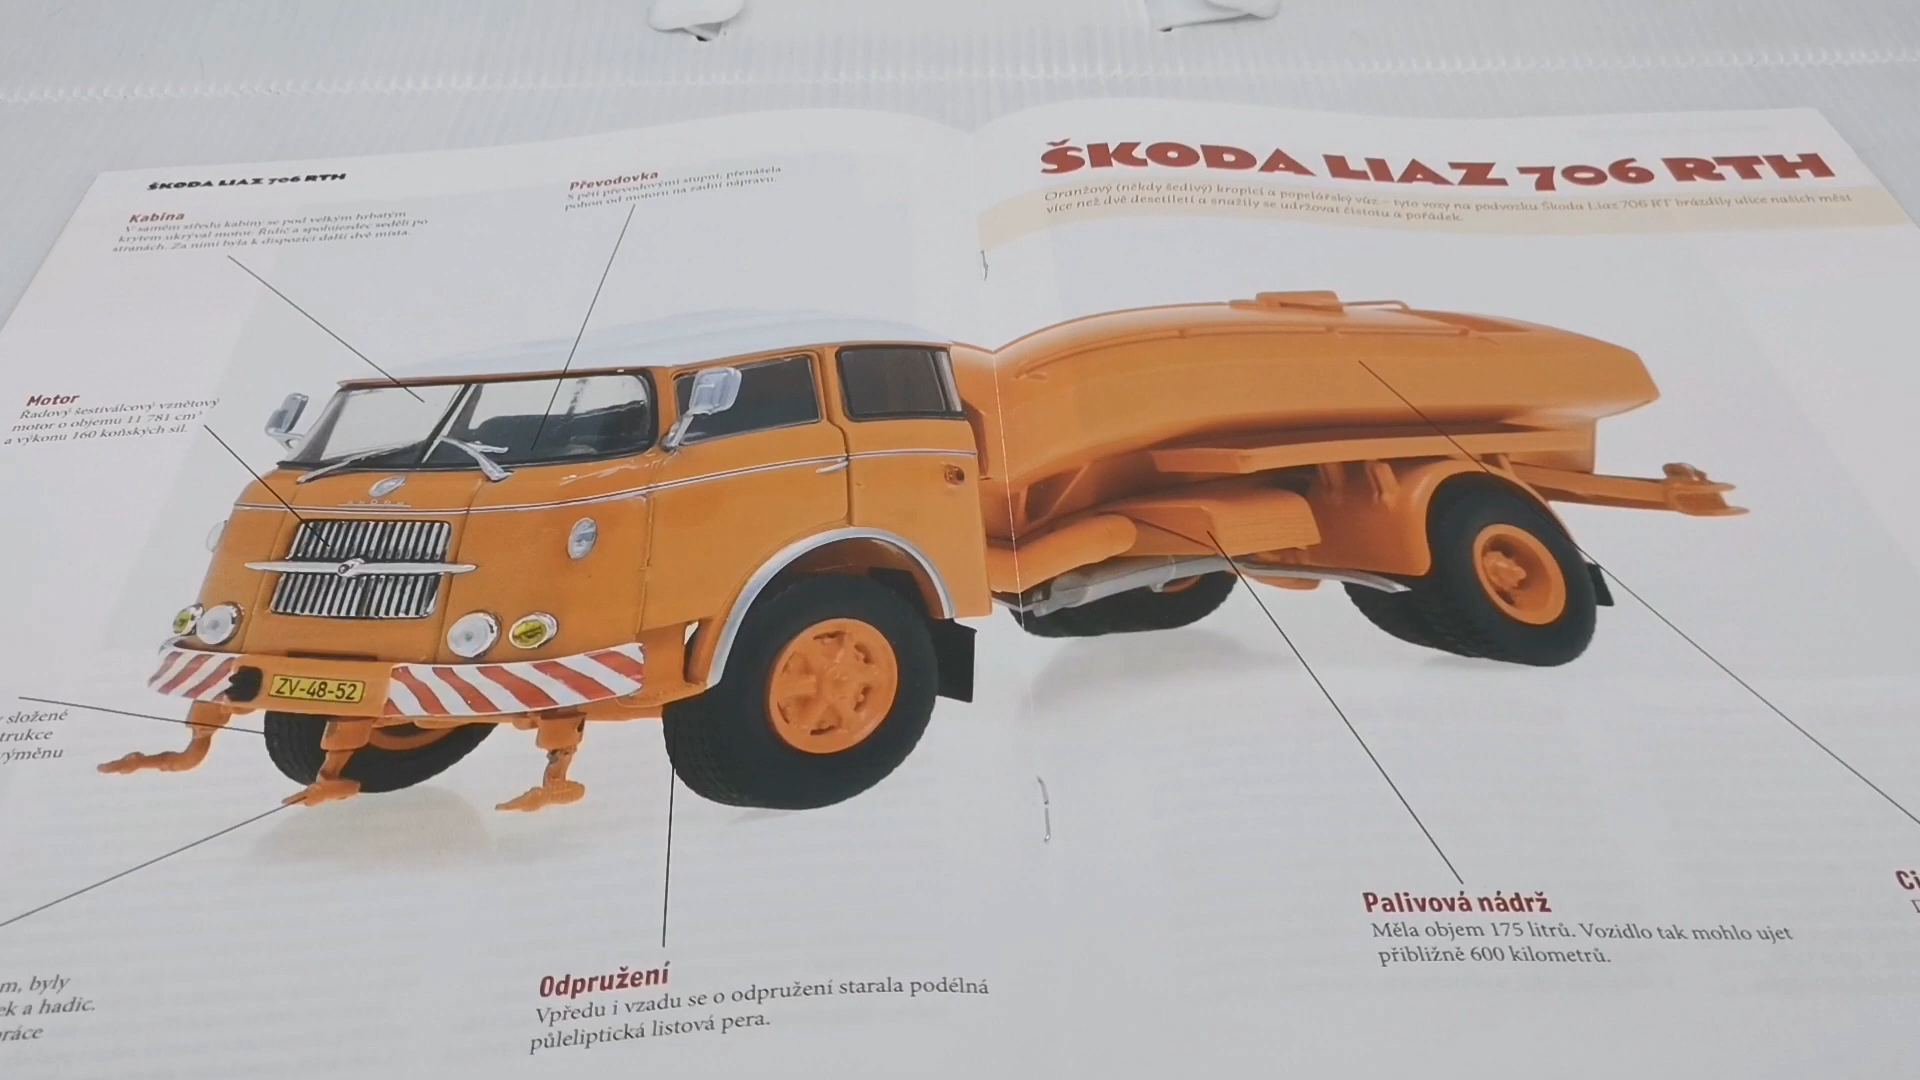 ŠKODA LIAZ 706 RTH
Kabina
V samém středu kabiny se pod velkým hrbatým
krytem ukrýval motor. Řidič a spolujezdec seděli po
stranách. Za nimi byla k dispozici další dvě místa.
Převodovka
S pěti převodovými stupni, přenášela
pohon od motoru na zadní nápravu.
Motor
Řadový šestiválcový vznětový
motor o objemu 11 781 cm³
a výkonu 160 koňských sil.
složené
trukce
výměnu
m, byly
ek a hadic.
práce
SKODA
ZV-48-52
Odpružení
Vpředu i vzadu se o odpružení starala podélná
půleliptická listová pera.
ŠKODA LIAZ 706 RTH
Oranžový (někdy šedivý) kropicí a popelářský vůz – tyto vozy na podvozku Škoda Liaz 706 RT brázdily ulice našich měst
více než dvě desetiletí a snažily se udržovat čistotu a pořádek.
Palivová nádrž
Měla objem 175 litrů. Vozidlo tak mohlo ujet
přibližně 600 kilometrů.
Ci